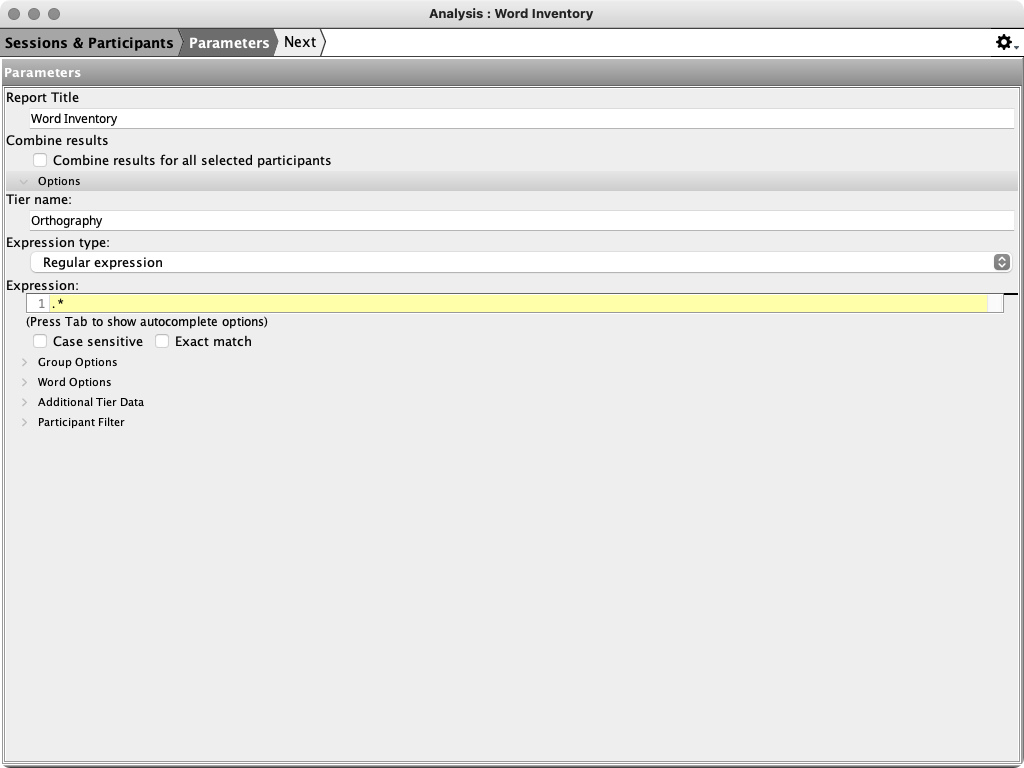 Analysis : Word Inventory
Sessions & Participants Parameters Next
Parameters
Report Title
Word Inventory
Combine results
Combine results for all selected participants
Options
Tier name:
Orthography
Expression type:
Regular expression
Expression:
1 .*
(Press Tab to show autocomplete options)
Case sensitive Exact match
Group Options
Word Options
Additional Tier Data
Participant Filter